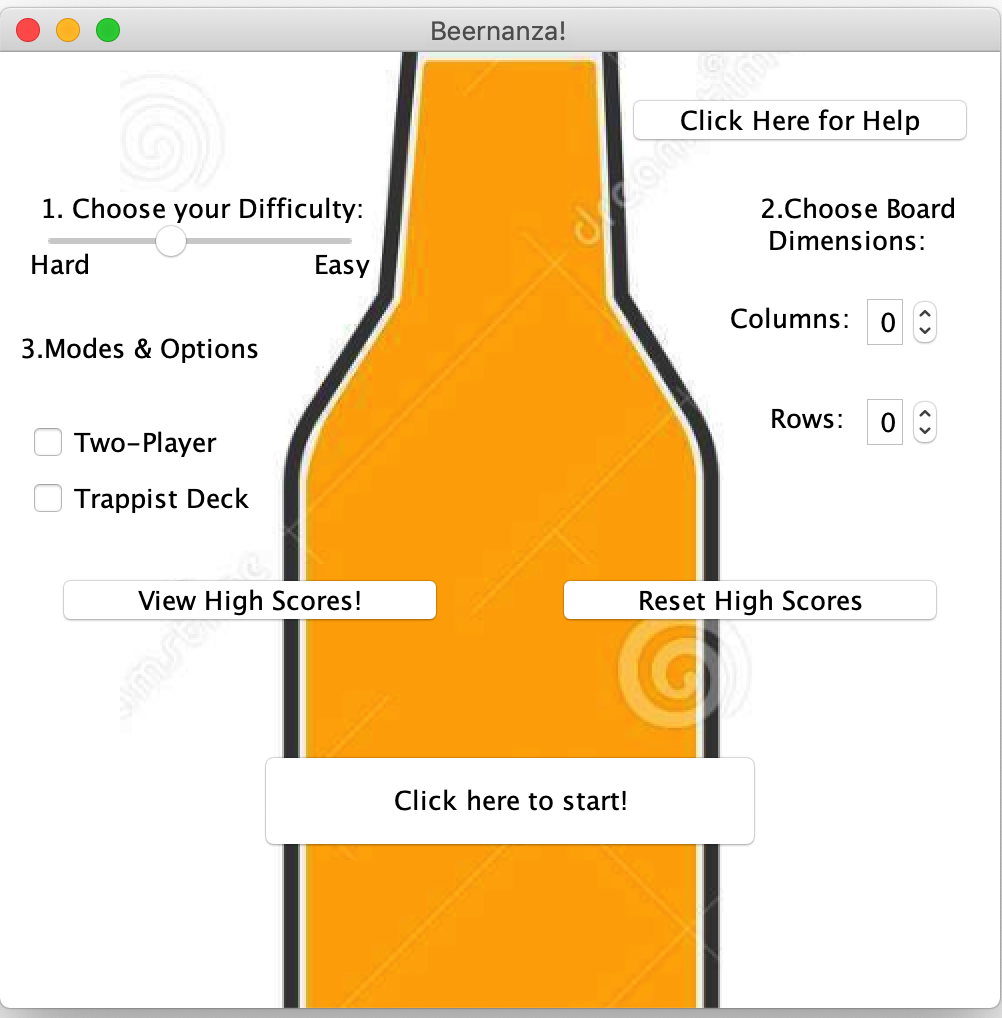 Beernanza!
Click Here for Help
1. Choose your Difficulty:
Hard
Easy
2.Choose Board
Dimensions:
Columns:
0
3.Modes & Options
Rows:
0
Two-Player
Trappist Deck
View High Scores!
Reset High Scores
Click here to start!